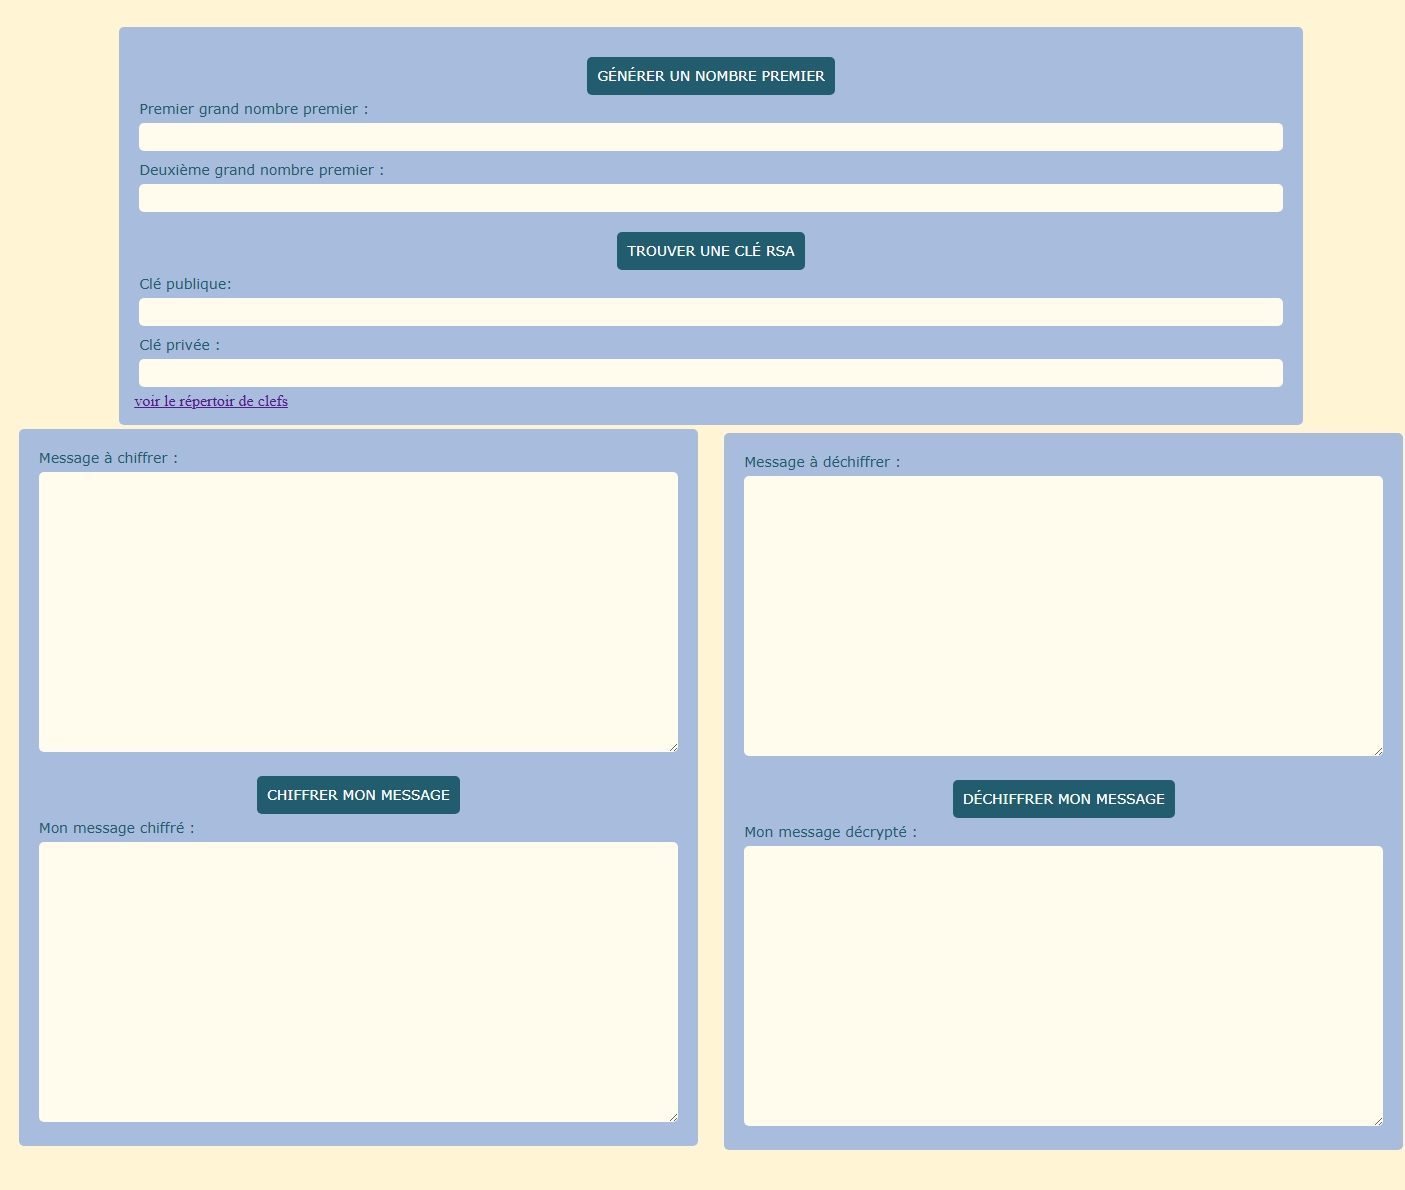 GÉNÉRER UN NOMBRE PREMIER
Premier grand nombre premier :
Deuxième grand nombre premier :
TROUVER UNE CLÉ RSA
Clé publique:
Clé privée :
voir le répertoir de clefs
Message à chiffrer :
CHIFFRER MON MESSAGE
Mon message chiffré :
Message à déchiffrer :
DÉCHIFFRER MON MESSAGE
Mon message décrypté :